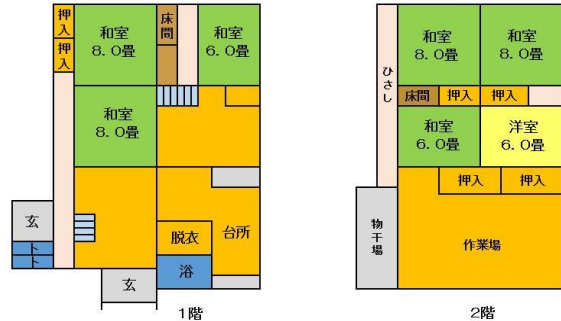 押入
押入
和室
8.0畳
床間
和室
6.0畳
和室
8.0畳
玄
ト
ト
脱衣
台所
浴
玄
1階
ひさし
和室
8.0畳
和室
8.0畳
床間
押入
押入
和室
6.0畳
洋室
6.0畳
押入
押入
物干場
作業場
2階